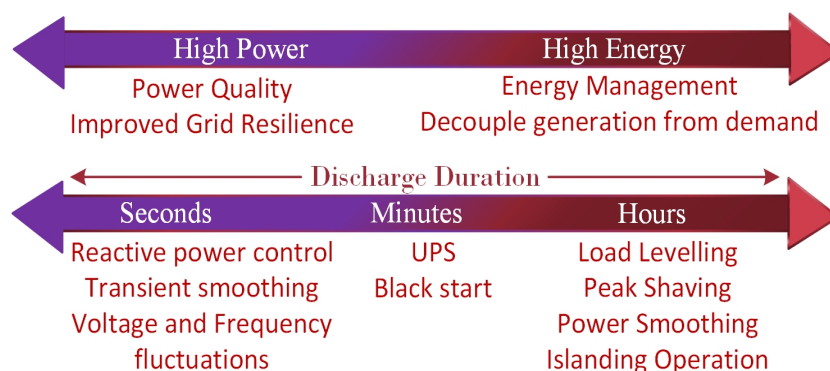 High Power High Energy
Power Quality Energy Management
Improved Grid Resilience Decouple generation from demand
Discharge Duration
Seconds Minutes Hours
Reactive power control UPS Load Levelling
Transient smoothing Black start Peak Shaving
Voltage and Frequency Power Smoothing
fluctuations Islanding Operation